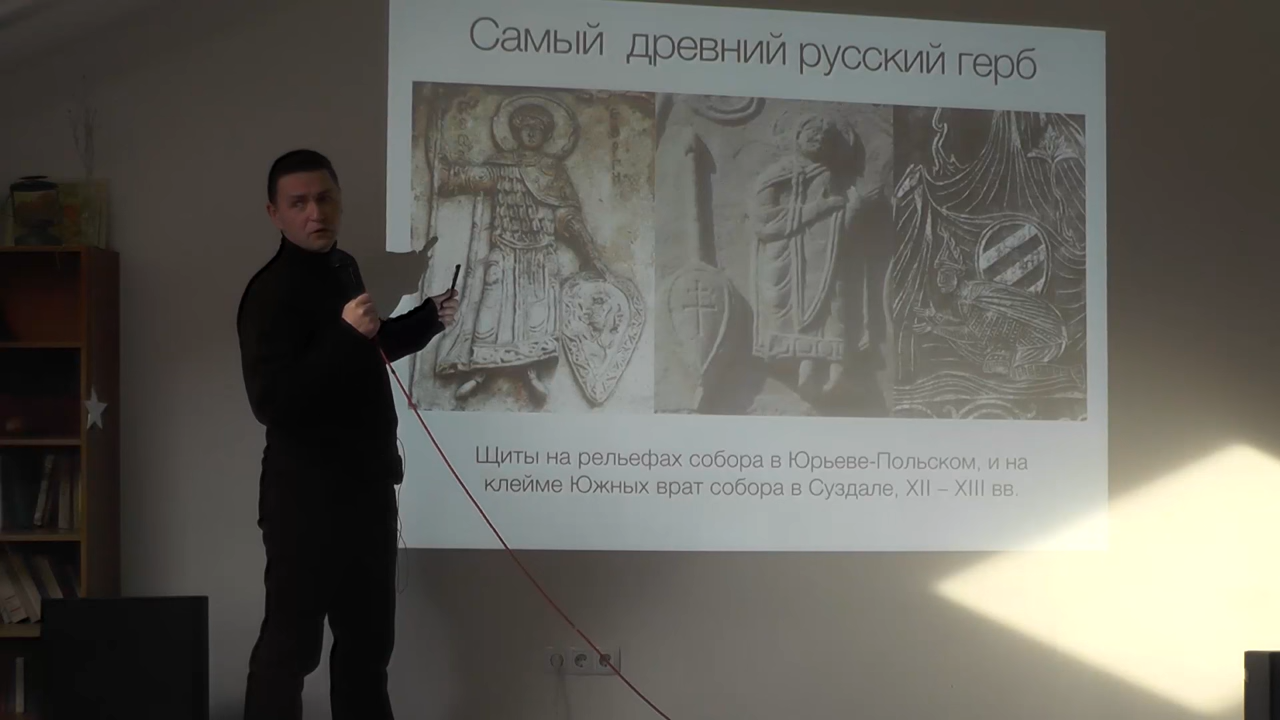 Самый древний русский герб
Щиты на рельефах собора в Юрьеве-Польском, и на
клейме Южных врат собора в Суздале, XII – XIII вв.